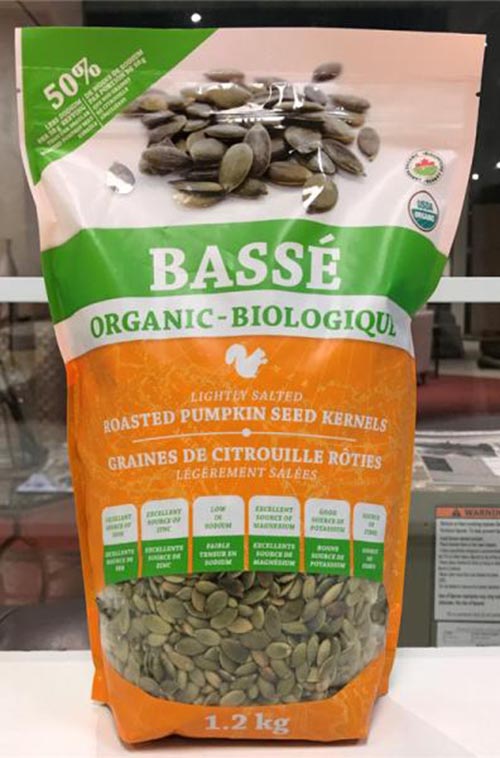 50%
LESS SODIUM
USDA
ORGANIC
BASSÉ
ORGANIC-BIOLOGIQUE
LIGHTLY SALTED
ROASTED PUMPKIN SEED KERNELS
GRAINES DE CITROUILLE RÔTIES
LÉGÈREMENT SALÉES
EXCELLENT
SOURCE OF
EXCELLENT
SOURCE OF
ZINC
LOW
IN
SODIUM
EXCELLENT
SOURCE OF
MAGNESIUM
GOOD
SOURCE OF
POTASSIUM
SOURCE
OF
EXCELLENTE
SOURCE DE
FER
EXCELLENTE
SOURCE DE
ZINC
FAIBLE
TENEUR EN
SODIUM
EXCELLENTE
SOURCE DE
MAGNÉSIUM
BONNE
SOURCE DE
POTASSIUM
SOURCE
DE
1.2 kg
WARNING